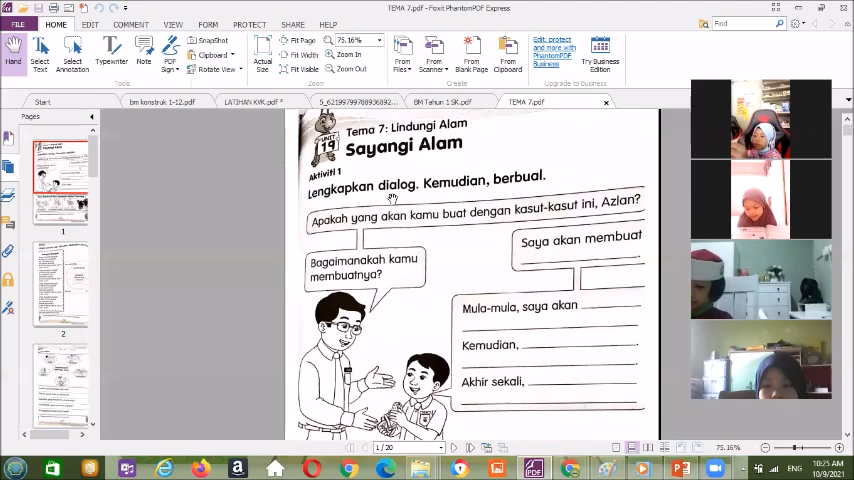 TEMA 7.pdf - Foxit PhantomPDF Express
FILE HOME EDIT COMMENT VIEW FORM PROTECT SHARE HELP
Find
Hand
Select Text
Select Annotation
SnapShot
Clipboard
Rotate View
Tools
Typewriter
Note
PDF Sign
Actual Size
Fit Page
Fit Width
Fit Visible
75.16%
Zoom In
Zoom Out
View
From Files
From Scanner
From Blank Page
From Clipboard
Create
Edit, protect
and more with
PhantomPDF
Business
Try Business Edition
Upgrade to Business
Start
bm konstruk 1-12.pdf
LATIHAN KVK.pdf *
5_62199799788936892...
BM Tahun 1 SK.pdf
TEMA 7.pdf
Pages
1
2
UNIT
19
Tema 7: Lindungi Alam
Sayangi Alam
Aktiviti 1
Lengkapkan dialog. Kemudian, berbual.
Apakah yang akan kamu buat dengan kasut-kasut ini, Azlan?
Saya akan membuat
Bagaimanakah kamu
membuatnya?
Mula-mula, saya akan
Kemudian,
Akhir sekali,
1 / 20
75.16%
ENG
10:25 AM
10/9/2021